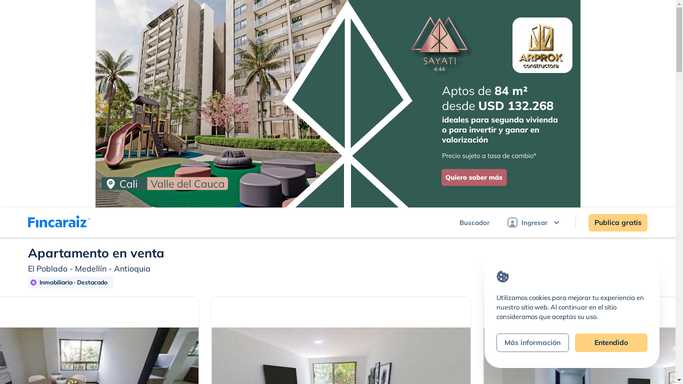 SAYATI
4:44
ARPROK
constructora
Aptos de 84 m²
desde USD 132.268
ideales para segunda vivienda
o para invertir y ganar en
valorización
Precio sujeto a tasa de cambio*
Quiero saber más
Cali Valle del Cauca
Fincaraíz
Buscador
Ingresar
Publica gratis
Apartamento en venta
El Poblado - Medellín - Antioquia
Inmobiliaria · Destacado
Utilizamos cookies para mejorar tu experiencia en
nuestro sitio web. Al continuar en el sitio
consideramos que aceptas su uso.
Más información
Entendido